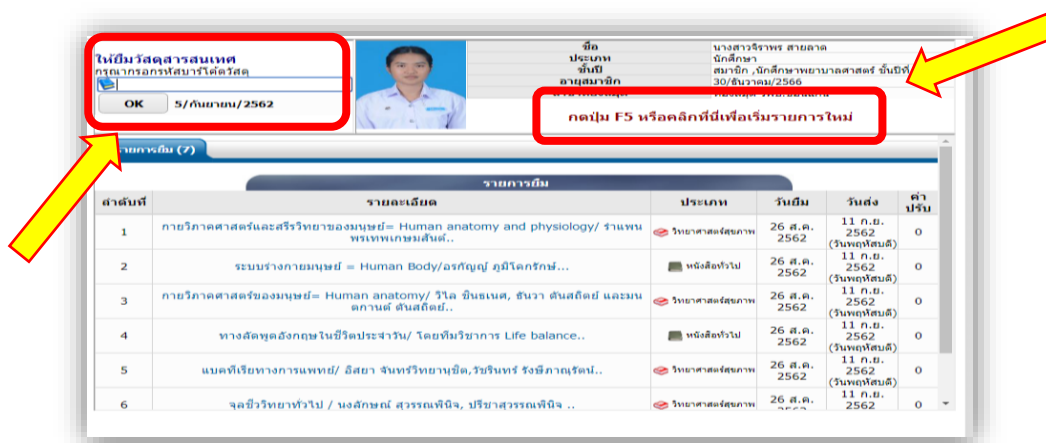 ให้ยืมวัสดุสารสนเทศ
กรุณากรอกรหัสบาร์โค้ดวัสดุ
OK 5/กันยายน/2562
ชื่อ นางสาวจิราพร สายลาด
ประเภท นักศึกษา
ชั้นปี สมาชิก ,นักศึกษาพยาบาลศาสตร์ ชั้นปีที่
อายุสมาชิก 30/ธันวาคม/2566
กดปุ่ม F5 หรือคลิกที่นี่เพื่อเริ่มรายการใหม่
รายการยืม (7)
รายการยืม
ลำดับที่ รายละเอียด ประเภท วันยืม วันส่ง ค่า
ปรับ
1 กายวิภาคศาสตร์และสรีรวิทยาของมนุษย์= Human anatomy and physiology/ รำแพน
พรเทพเกษมสันต์.. วิทยาศาสตร์สุขภาพ 26 ส.ค.
2562 11 ก.ย.
2562
(วันพฤหัสบดี) 0
2 ระบบร่างกายมนุษย์ = Human Body/อรกัญญ์ ภูมิโคกรักษ์... หนังสือทั่วไป 26 ส.ค.
2562 11 ก.ย.
2562
(วันพฤหัสบดี) 0
3 กายวิภาคศาสตร์ของมนุษย์= Human anatomy/ วิไล ชินธเนศ, ธันวา ตันสถิตย์ และมน
ตกานต์ ตันสถิตย์.. วิทยาศาสตร์สุขภาพ 26 ส.ค.
2562 11 ก.ย.
2562
(วันพฤหัสบดี) 0
4 ทางลัดพูดอังกฤษในชีวิตประจำวัน/ โดยทีมวิชาการ Life balance.. หนังสือทั่วไป 26 ส.ค.
2562 11 ก.ย.
2562
(วันพฤหัสบดี) 0
5 แบคทีเรียทางการแพทย์/ อิสยา จันทร์วิทยานุชิต,วัชรินทร์ รังษีภาณุรัตน์.. วิทยาศาสตร์สุขภาพ 26 ส.ค.
2562 11 ก.ย.
2562
(วันพฤหัสบดี) 0
6 จุลชีววิทยาทั่วไป / นงลักษณ์ สุวรรณพินิจ, ปรีชาสุวรรณพินิจ .. วิทยาศาสตร์สุขภาพ 26 ส.ค.
11 ก.ย.
2562 0